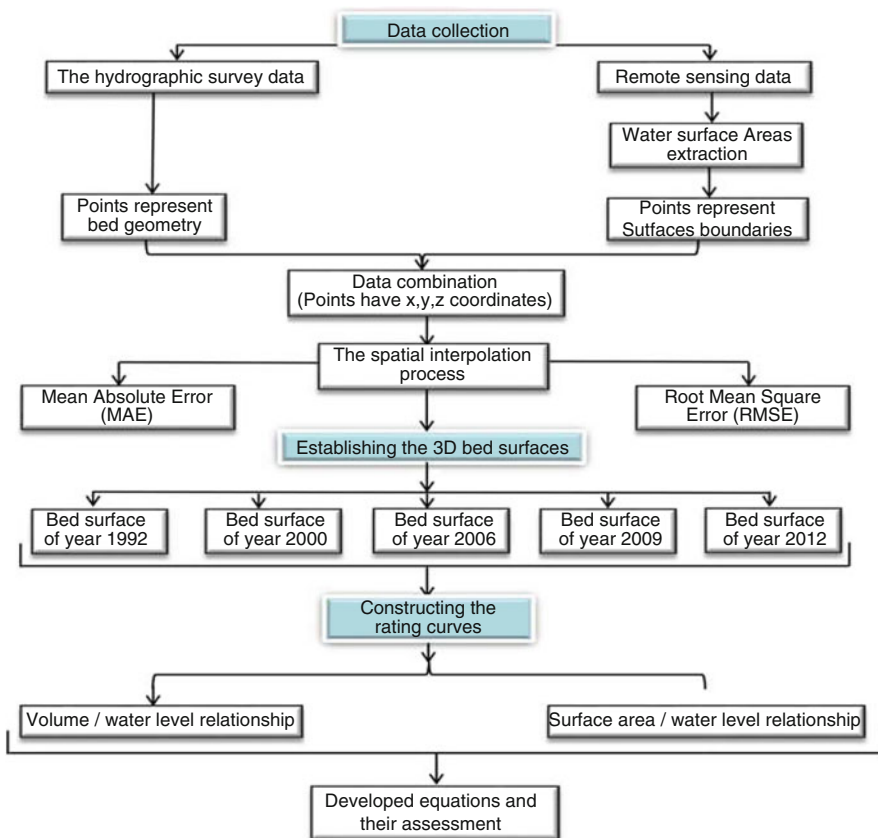 Data collection
The hydrographic survey data
Remote sensing data
Water surface Areas
extraction
Points represent
bed geometry
Points represent
Sutfaces boundaries
Data combination
(Points have x,y,z coordinates)
The spatial interpolation
process
Mean Absolute Error
(MAE)
Root Mean Square
Error (RMSE)
Establishing the 3D bed surfaces
Bed surface
of year 1992
Bed surface
of year 2000
Bed surface
of year 2006
Bed surface
of year 2009
Bed surface
of year 2012
Constructing the
rating curves
Volume / water level relationship
Surface area / water level relationship
Developed equations and
their assessment